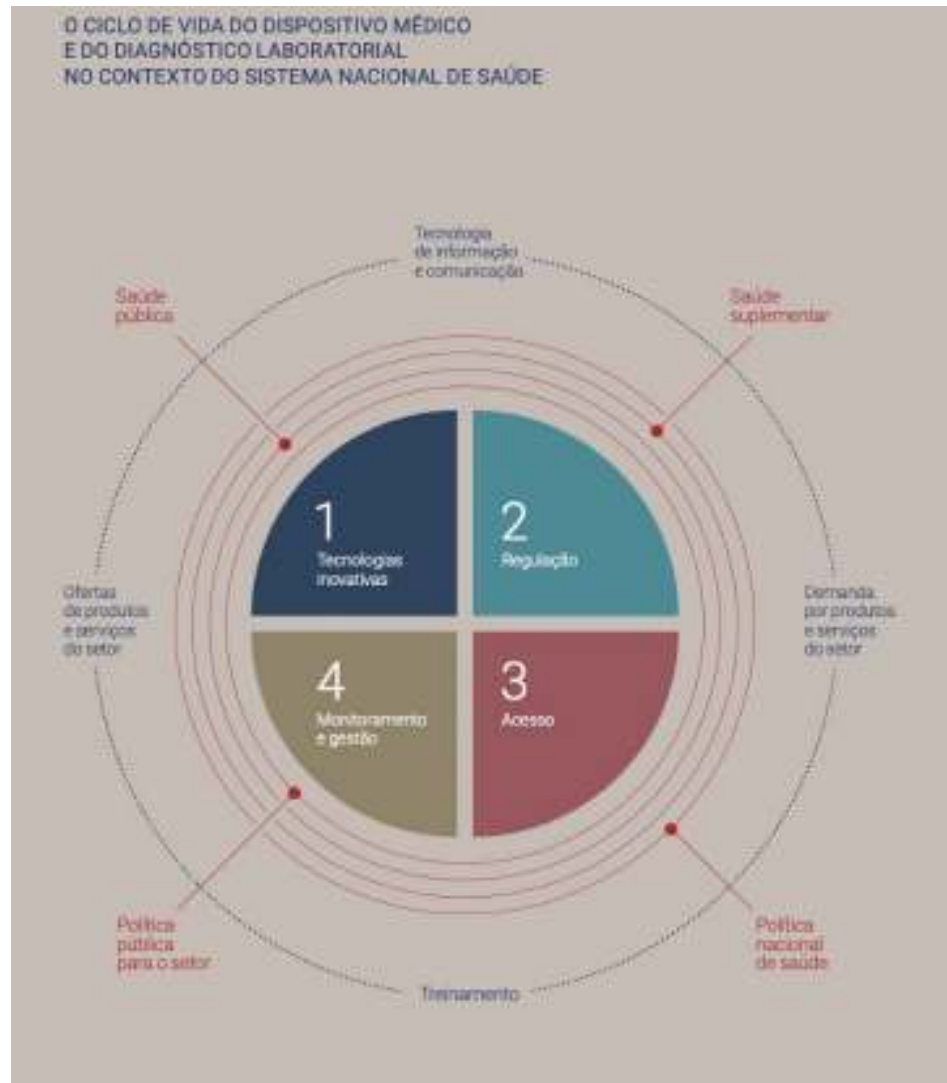 O CICLO DE VIDA DO DISPOSITIVO MÉDICO
E DO DIAGNÓSTICO LABORATORIAL
NO CONTEXTO DO SISTEMA NACIONAL DE SAÚDE
Tecnologia
de informação
e comunicação
Saúde
pública
Saúde
suplementar
1
Tecnologias
inovativas
2
Regulação
Ofertas
de produtos
e serviços
do setor
Demanda
por produtos
e serviços
do setor
4
Monitoramento
e gestão
3
Acesso
Política
pública
para o setor
Política
nacional
de saúde
Treinamento